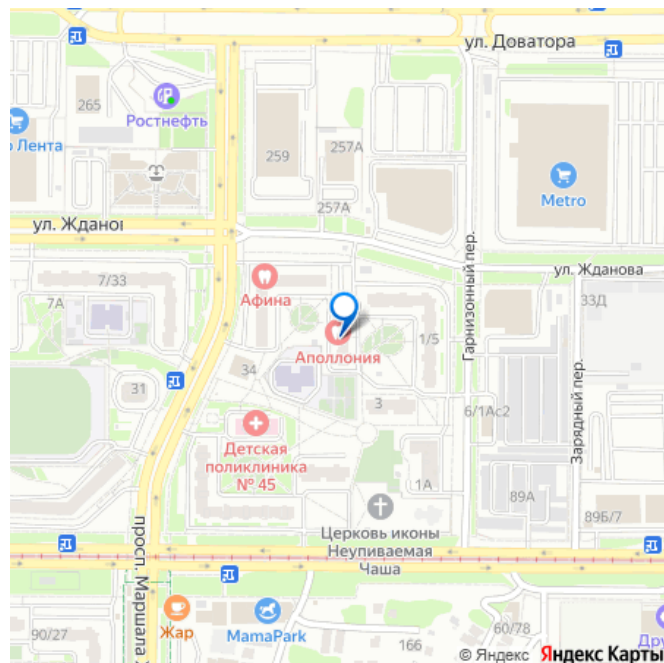 ул. Доватора
265
Ростнефть
Лента
259
257А
Metro
257А
ул. Ждано
ул. Жданова
Гарнизонный пер.
7/33
7А
Афина
33Д
Аполлония
1/5
34
31
3
6/1Ас2
Зарядный пер.
Детская
поликлиника
№ 45
1А
89А
89Б/7
Церковь иконы
Неупиваемая
Чаша
просп. Маршала
Жар
MamaPark
90/27
166
60/78
Дру
© Яндекс Яндекс Карты